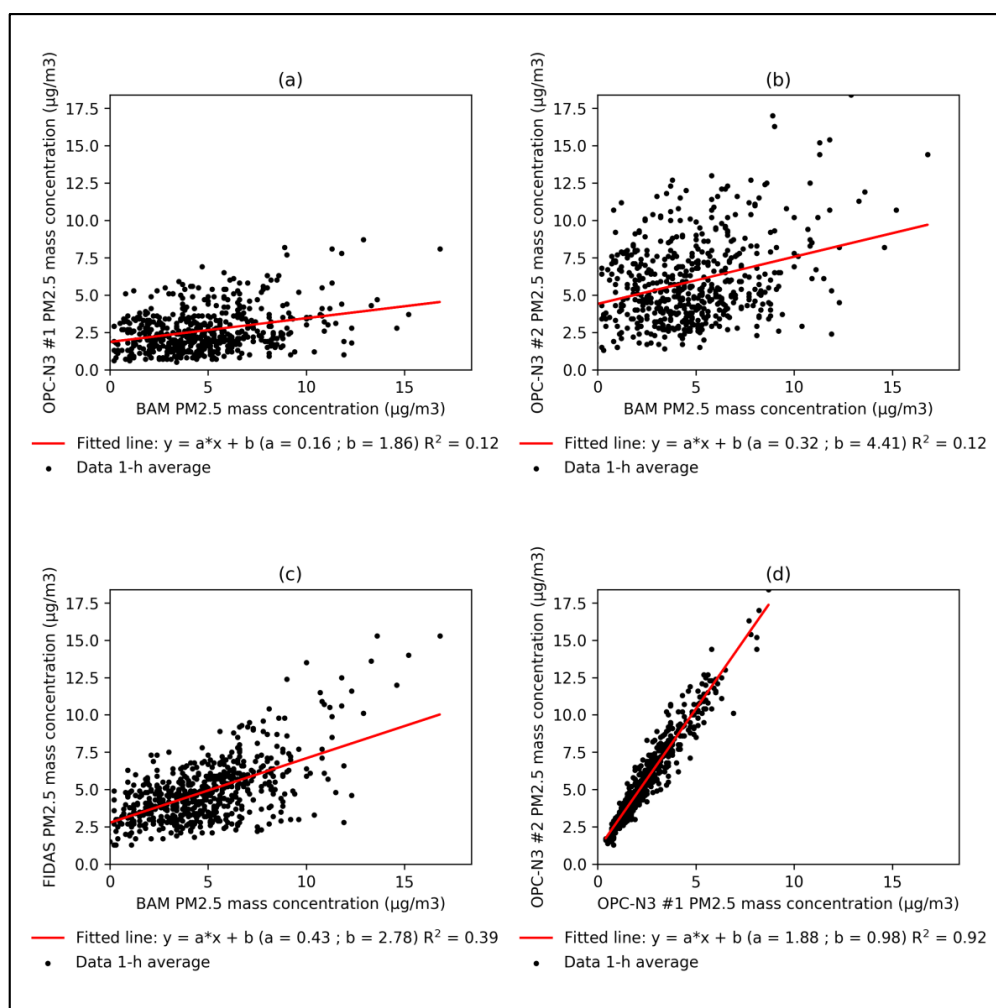 (a)
OPC-N3 #1 PM2.5 mass concentration (µg/m3)
17.5
15.0
12.5
10.0
7.5
5.0
2.5
0.0
0 5 10 15
BAM PM2.5 mass concentration (µg/m3)
Fitted line: y = a*x + b (a = 0.16 ; b = 1.86) R² = 0.12
Data 1-h average
(b)
OPC-N3 #2 PM2.5 mass concentration (µg/m3)
17.5
15.0
12.5
10.0
7.5
5.0
2.5
0.0
0 5 10 15
BAM PM2.5 mass concentration (µg/m3)
Fitted line: y = a*x + b (a = 0.32 ; b = 4.41) R² = 0.12
Data 1-h average
(c)
FIDAS PM2.5 mass concentration (µg/m3)
17.5
15.0
12.5
10.0
7.5
5.0
2.5
0.0
0 5 10 15
BAM PM2.5 mass concentration (µg/m3)
Fitted line: y = a*x + b (a = 0.43 ; b = 2.78) R² = 0.39
Data 1-h average
(d)
OPC-N3 #2 PM2.5 mass concentration (µg/m3)
17.5
15.0
12.5
10.0
7.5
5.0
2.5
0.0
0 5 10 15
OPC-N3 #1 PM2.5 mass concentration (µg/m3)
Fitted line: y = a*x + b (a = 1.88 ; b = 0.98) R² = 0.92
Data 1-h average